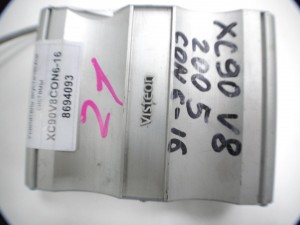 XC90V8CON6-16
8694093
21
Visteon
XC90 V8
2005
CON6-16